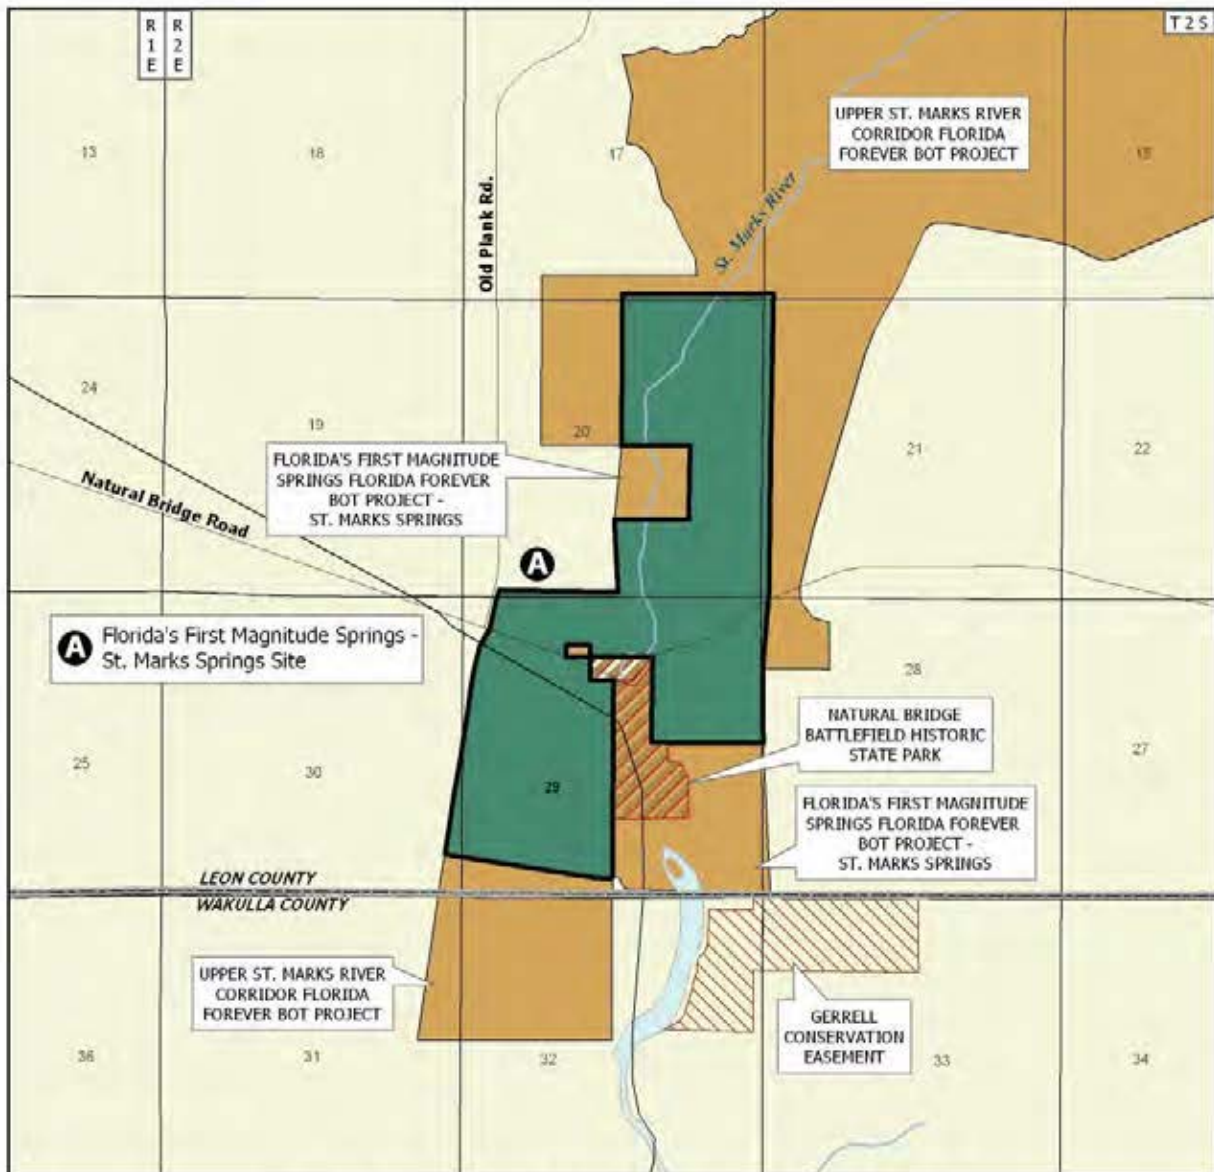 R
1
E
R
2
E
T 2 S
UPPER ST. MARKS RIVER
CORRIDOR FLORIDA
FOREVER BOT PROJECT
13
18
17
15
Old Plank Rd.
St. Marks River
24
19
20
21
22
FLORIDA'S FIRST MAGNITUDE
SPRINGS FLORIDA FOREVER
BOT PROJECT -
ST. MARKS SPRINGS
Natural Bridge Road
A
A
Florida's First Magnitude Springs -
St. Marks Springs Site
28
NATURAL BRIDGE
BATTLEFIELD HISTORIC
STATE PARK
25
30
29
27
FLORIDA'S FIRST MAGNITUDE
SPRINGS FLORIDA FOREVER
BOT PROJECT -
ST. MARKS SPRINGS
LEON COUNTY
WAKULLA COUNTY
UPPER ST. MARKS RIVER
CORRIDOR FLORIDA
FOREVER BOT PROJECT
GERRELL
CONSERVATION
EASEMENT
36
31
32
33
34